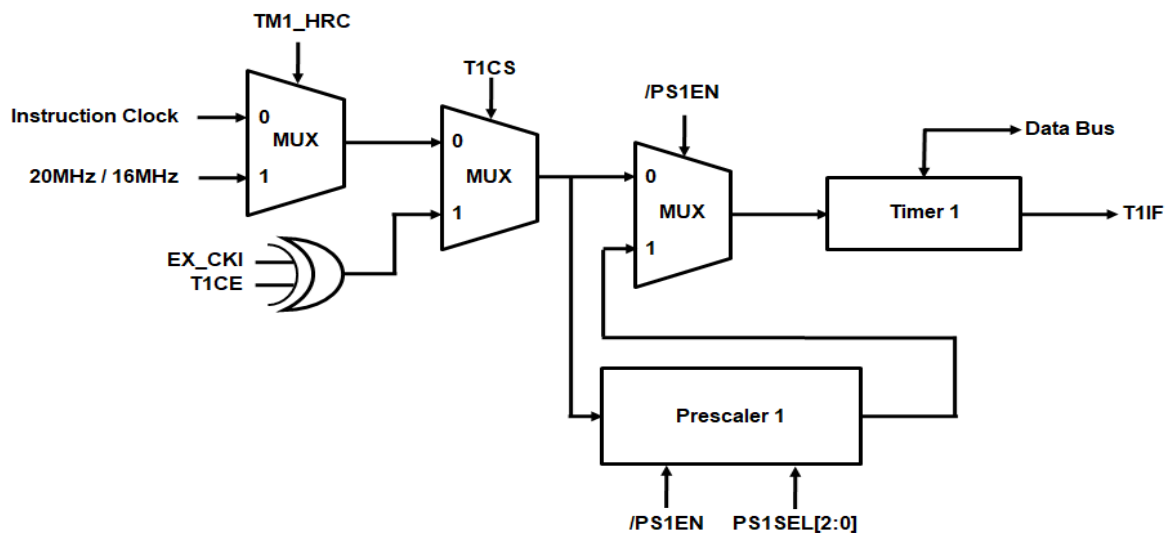 TM1_HRC
T1CS
/PS1EN
Instruction Clock
0
MUX
20MHz / 16MHz
1
0
MUX
1
0
MUX
1
Data Bus
Timer 1
T1IF
EX_CKI
T1CE
Prescaler 1
/PS1EN
PS1SEL[2:0]